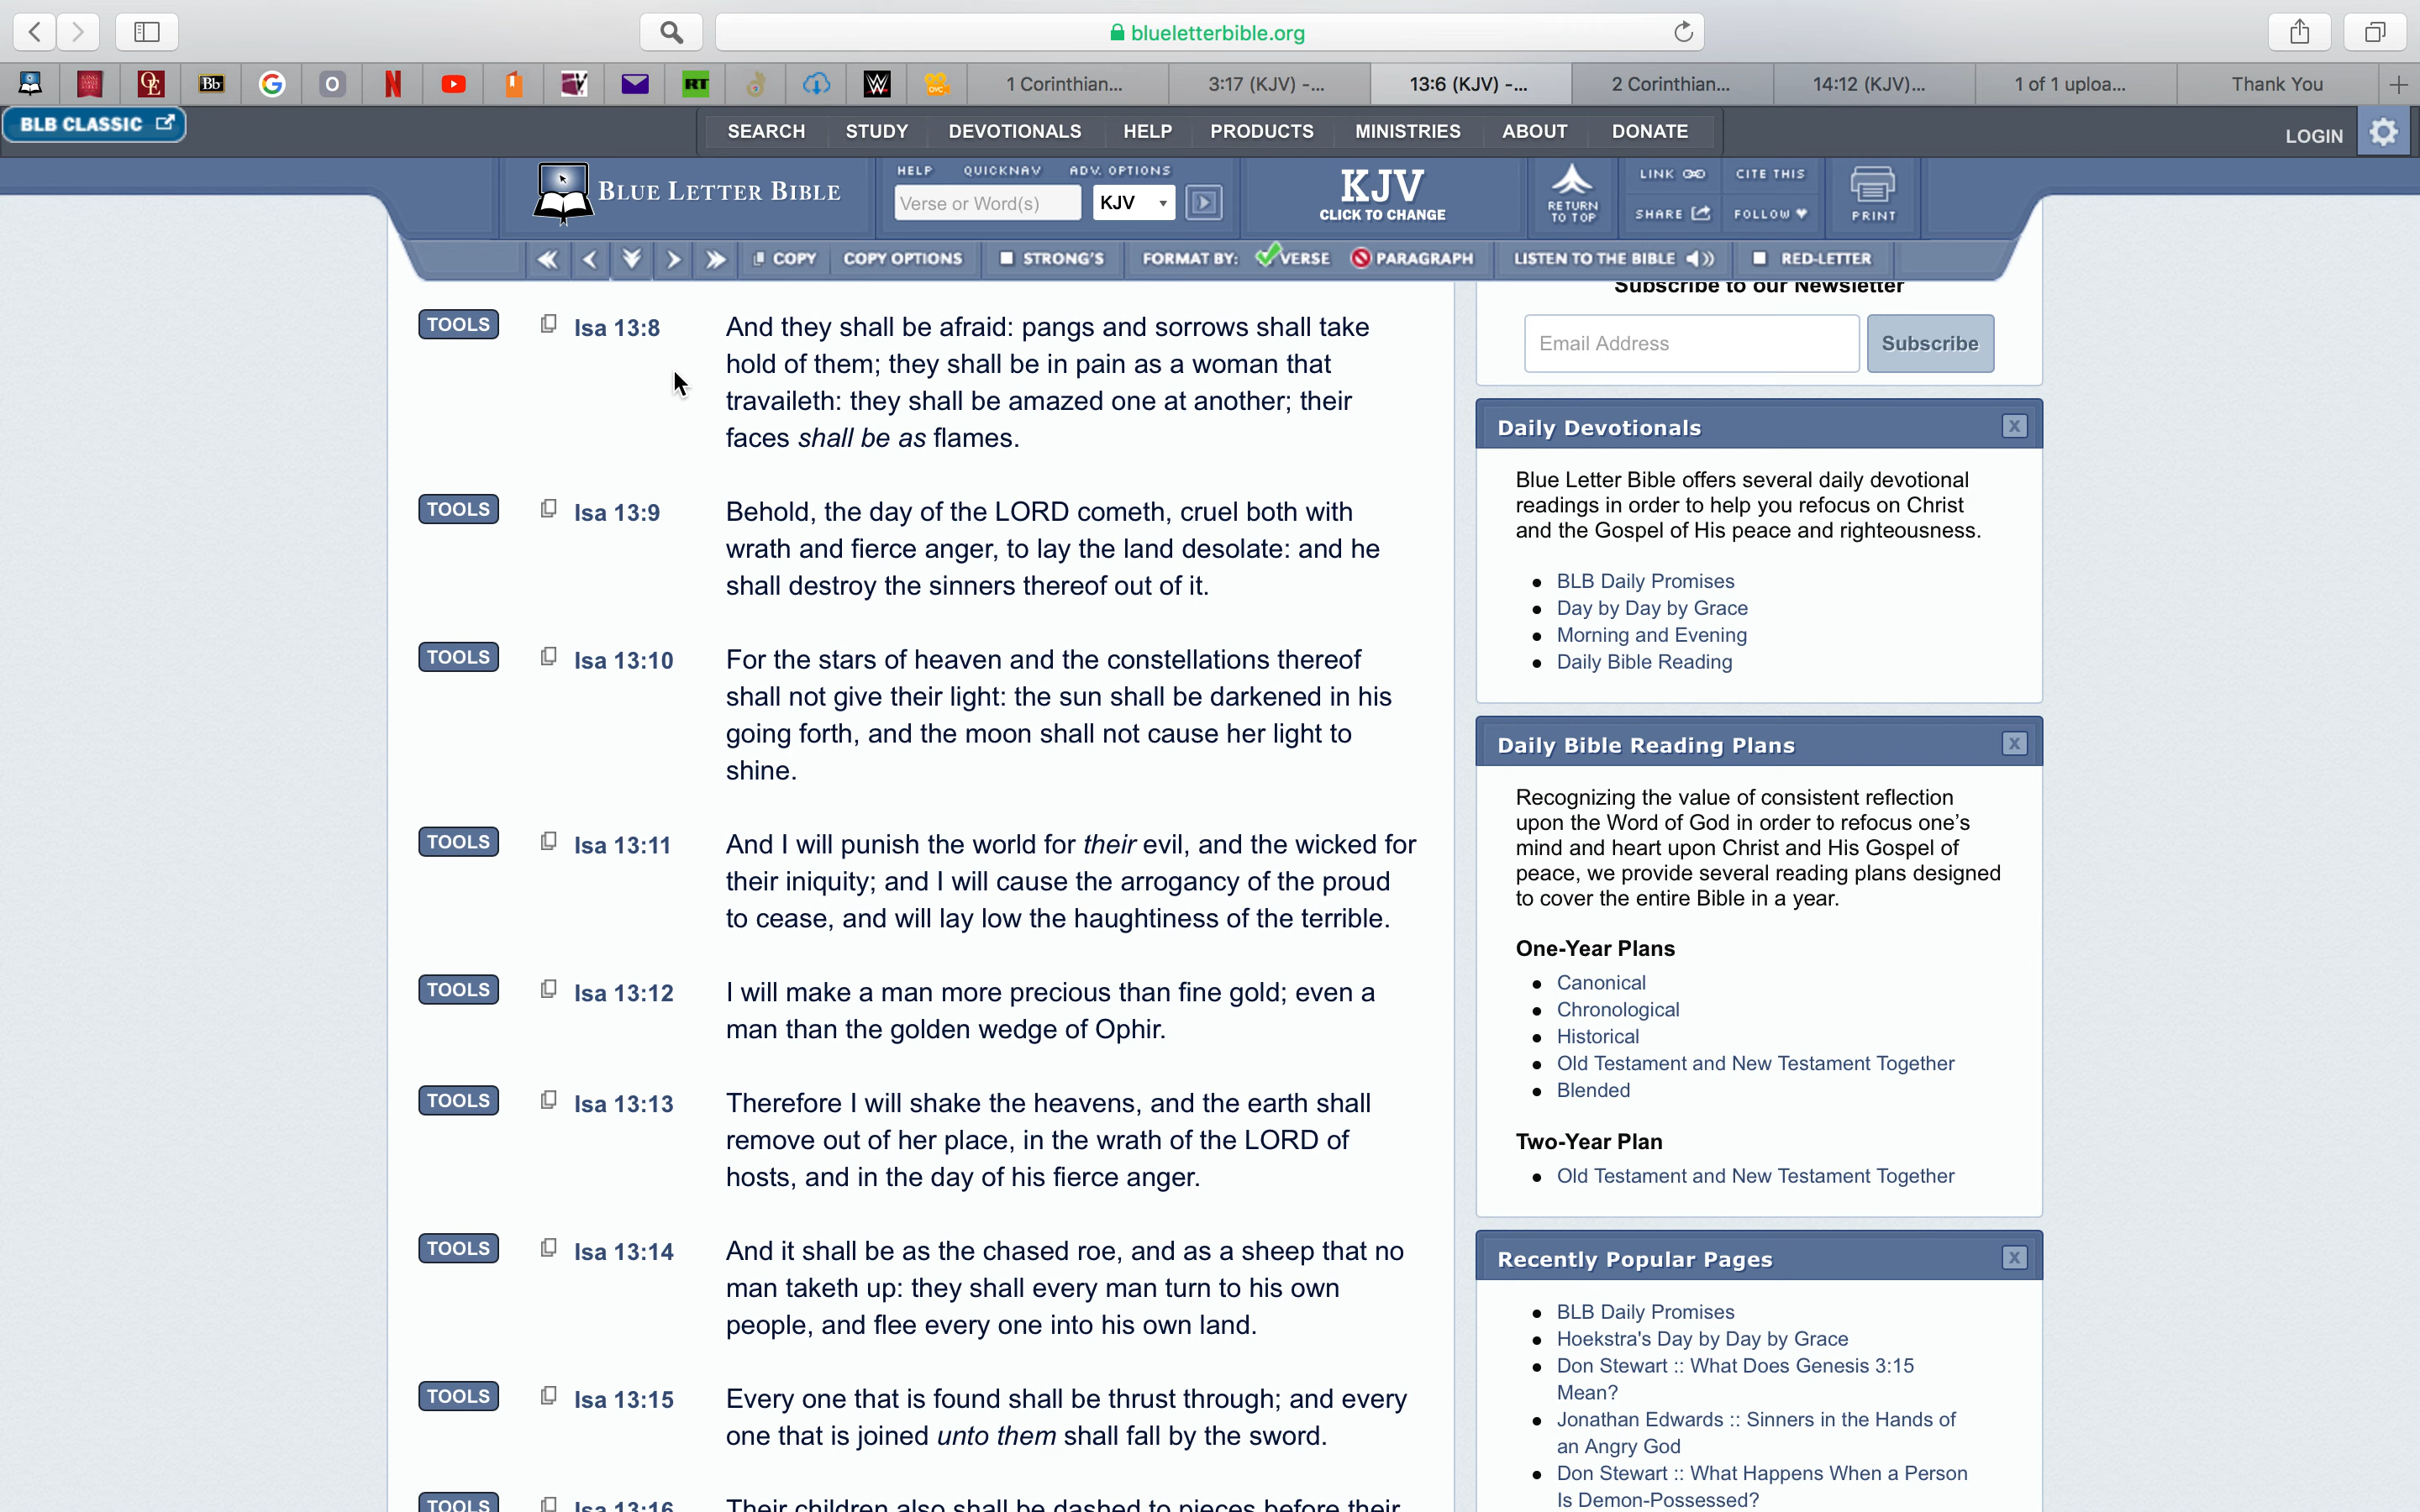 blueletterbible.org
KING JAMES BIBLE
OE
Bb
G
O
N
V
RT
W
OVC
1 Corinthian...
3:17 (KJV) -...
13:6 (KJV) -...
2 Corinthian...
14:12 (KJV)...
1 of 1 uploa...
Thank You
BLB CLASSIC
SEARCH STUDY DEVOTIONALS HELP PRODUCTS MINISTRIES ABOUT DONATE
LOGIN
BLUE LETTER BIBLE
HELP QUICKNAV ADV. OPTIONS
Verse or Word(s)
KJV
KJV
CLICK TO CHANGE
RETURN
TO TOP
LINK CITE THIS
SHARE FOLLOW
PRINT
COPY COPY OPTIONS STRONG'S FORMAT BY: VERSE PARAGRAPH LISTEN TO THE BIBLE RED-LETTER
TOOLS Isa 13:8 And they shall be afraid: pangs and sorrows shall take
hold of them; they shall be in pain as a woman that
travaileth: they shall be amazed one at another; their
faces shall be as flames.
TOOLS Isa 13:9 Behold, the day of the LORD cometh, cruel both with
wrath and fierce anger, to lay the land desolate: and he
shall destroy the sinners thereof out of it.
TOOLS Isa 13:10 For the stars of heaven and the constellations thereof
shall not give their light: the sun shall be darkened in his
going forth, and the moon shall not cause her light to
shine.
TOOLS Isa 13:11 And I will punish the world for their evil, and the wicked for
their iniquity; and I will cause the arrogancy of the proud
to cease, and will lay low the haughtiness of the terrible.
TOOLS Isa 13:12 I will make a man more precious than fine gold; even a
man than the golden wedge of Ophir.
TOOLS Isa 13:13 Therefore I will shake the heavens, and the earth shall
remove out of her place, in the wrath of the LORD of
hosts, and in the day of his fierce anger.
TOOLS Isa 13:14 And it shall be as the chased roe, and as a sheep that no
man taketh up: they shall every man turn to his own
people, and flee every one into his own land.
TOOLS Isa 13:15 Every one that is found shall be thrust through; and every
one that is joined unto them shall fall by the sword.
TOOLS Isa 13:16 Their children also shall be dashed to pieces before their
Subscribe to our Newsletter
Email Address
Subscribe
Daily Devotionals X
Blue Letter Bible offers several daily devotional
readings in order to help you refocus on Christ
and the Gospel of His peace and righteousness.
BLB Daily Promises
Day by Day by Grace
Morning and Evening
Daily Bible Reading
Daily Bible Reading Plans X
Recognizing the value of consistent reflection
upon the Word of God in order to refocus one's
mind and heart upon Christ and His Gospel of
peace, we provide several reading plans designed
to cover the entire Bible in a year.
One-Year Plans
Canonical
Chronological
Historical
Old Testament and New Testament Together
Blended
Two-Year Plan
Old Testament and New Testament Together
Recently Popular Pages X
BLB Daily Promises
Hoekstra's Day by Day by Grace
Don Stewart :: What Does Genesis 3:15
Mean?
Jonathan Edwards :: Sinners in the Hands of
an Angry God
Don Stewart :: What Happens When a Person
Is Demon-Possessed?